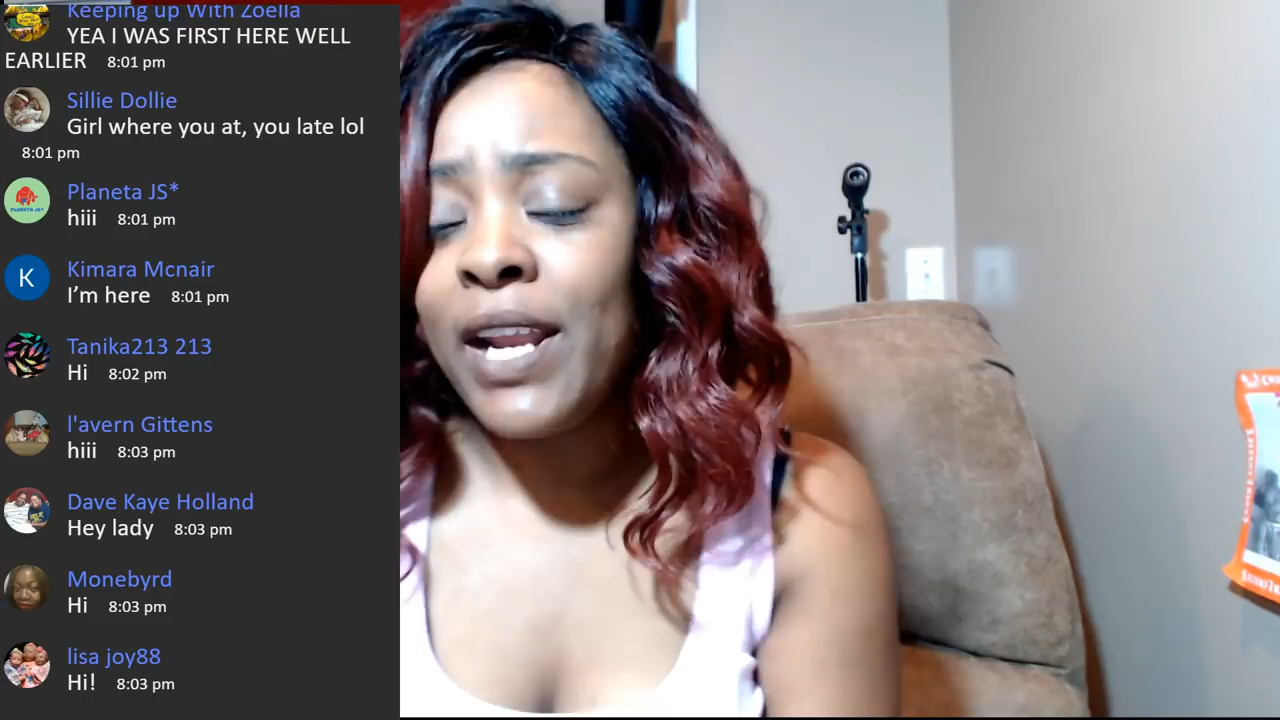 Keeping up With Zoella
YEA I WAS FIRST HERE WELL
EARLIER 8:01 pm
Sillie Dollie
Girl where you at, you late lol
8:01 pm
Planeta JS*
hiii 8:01 pm
K
Kimara Mcnair
I'm here 8:01 pm
Tanika213 213
Hi 8:02 pm
l'avern Gittens
hiii 8:03 pm
Dave Kaye Holland
Hey lady 8:03 pm
Monebyrd
Hi 8:03 pm
lisa joy88
Hi! 8:03 pm